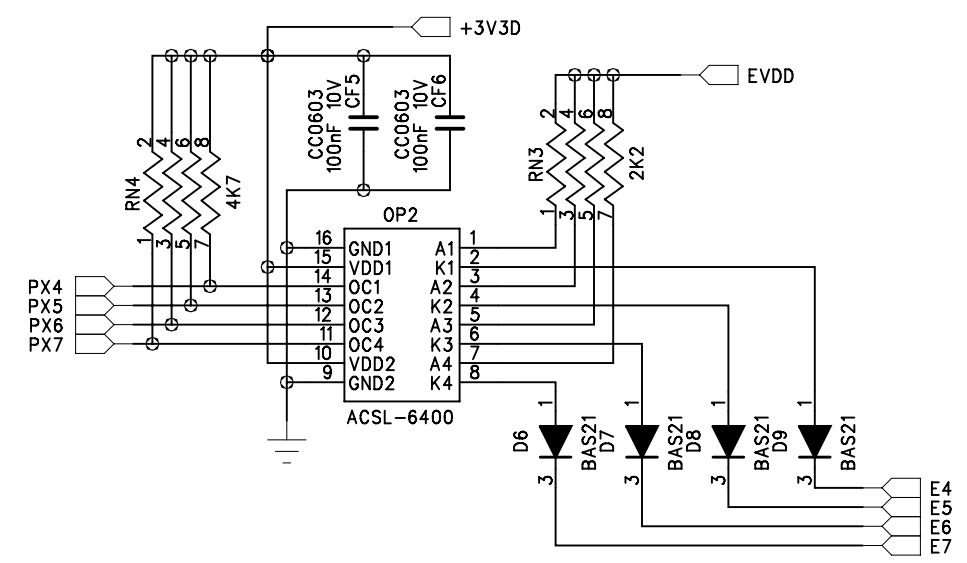 +3V3D
EVDD
CC0603
100nF 10V
CF5
CC0603
100nF 10V
CF6
2 4 6 8
RN4
4K7
1 3 5 7
2 4 6 8
RN3
2K2
1 3 5 7
OP2
16 GND1 A1 1
15 VDD1 K1 2
PX4 14 OC1 A2 3
PX5 13 OC2 K2 4
PX6 12 OC3 A3 5
PX7 11 OC4 K3 6
10 VDD2 A4 7
9 GND2 K4 8
ACSL-6400
1 1 1 1
D6 BAS21 D7 BAS21 D8 BAS21 D9 BAS21
3 3 3 3
E4
E5
E6
E7